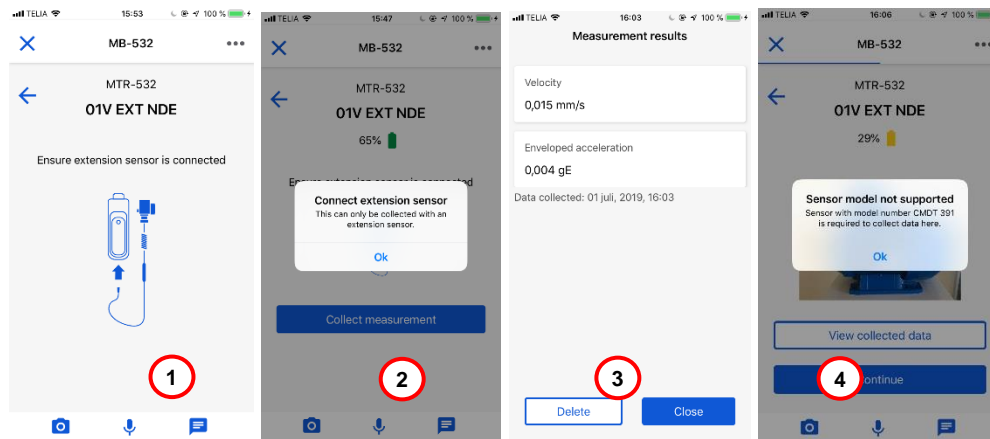 TELIA 15:53 100 %
MB-532
MTR-532
01V EXT NDE
Ensure extension sensor is connected
1
TELIA 15:47 100 %
MB-532
MTR-532
01V EXT NDE
65%
Connect extension sensor
This can only be collected with an
extension sensor.
Ok
Collect measurement
2
TELIA 16:03 100 %
Measurement results
Velocity
0,015 mm/s
Enveloped acceleration
0,004 gE
Data collected: 01 juli, 2019, 16:03
3
Delete
Close
TELIA 16:06 100 %
MB-532
MTR-532
01V EXT NDE
29%
Sensor model not supported
Sensor with model number CMDT 391
is required to collect data here.
Ok
View collected data
4
ontinue